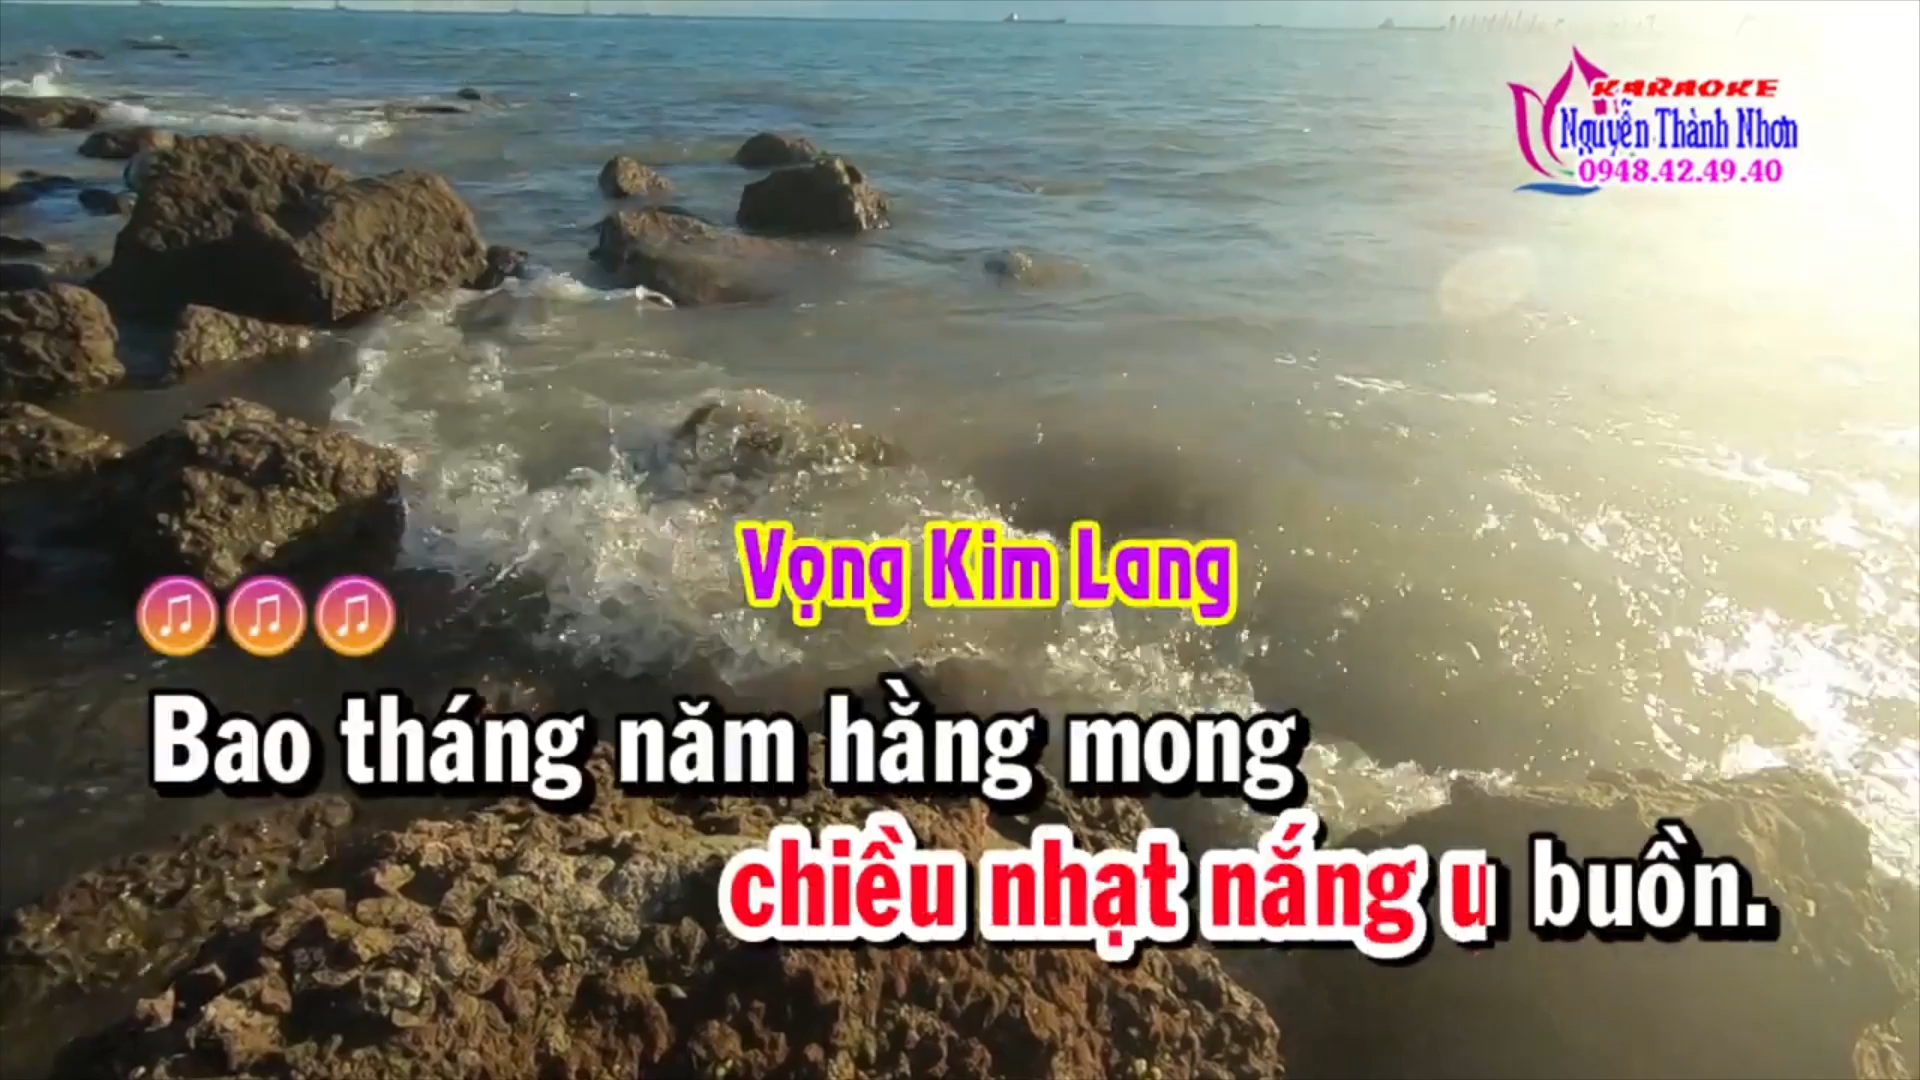 KARAOKE
Nguyễn Thành Nhơn
0948.42.49.40
Vọng Kim Lang
Bao tháng năm hằng mong
chiều nhạt nắng u buồn.